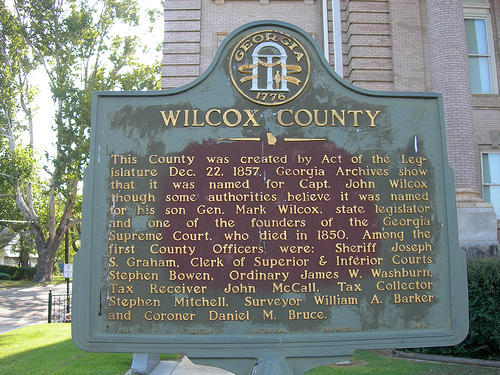 GEORGIA
1776
WILCOX COUNTY
This County was created by Act of the Leg-
islature Dec. 22, 1857. Georgia Archives show
that it was named for Capt. John Wilcox
though some authorities believe it was named
for his son Gen. Mark Wilcox, state legislator
and one of the founders of the Georgia
Supreme Court, who died in 1850. Among the
first County Officers were: Sheriff Joseph
S. Graham, Clerk of Superior & Inferior Courts
Stephen Bowen, Ordinary James W. Washburn,
Tax Receiver John McCall, Tax Collector
Stephen Mitchell, Surveyor William A. Barker
and Coroner Daniel M. Bruce.